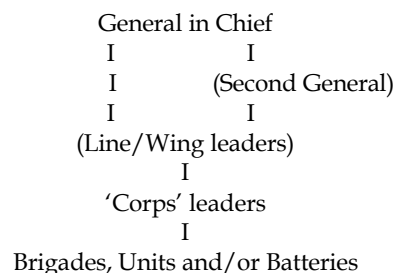 General in Chief
I I
I (Second General)
I I
(Line/Wing leaders)
I
‘Corps’ leaders
I
Brigades, Units and/or Batteries